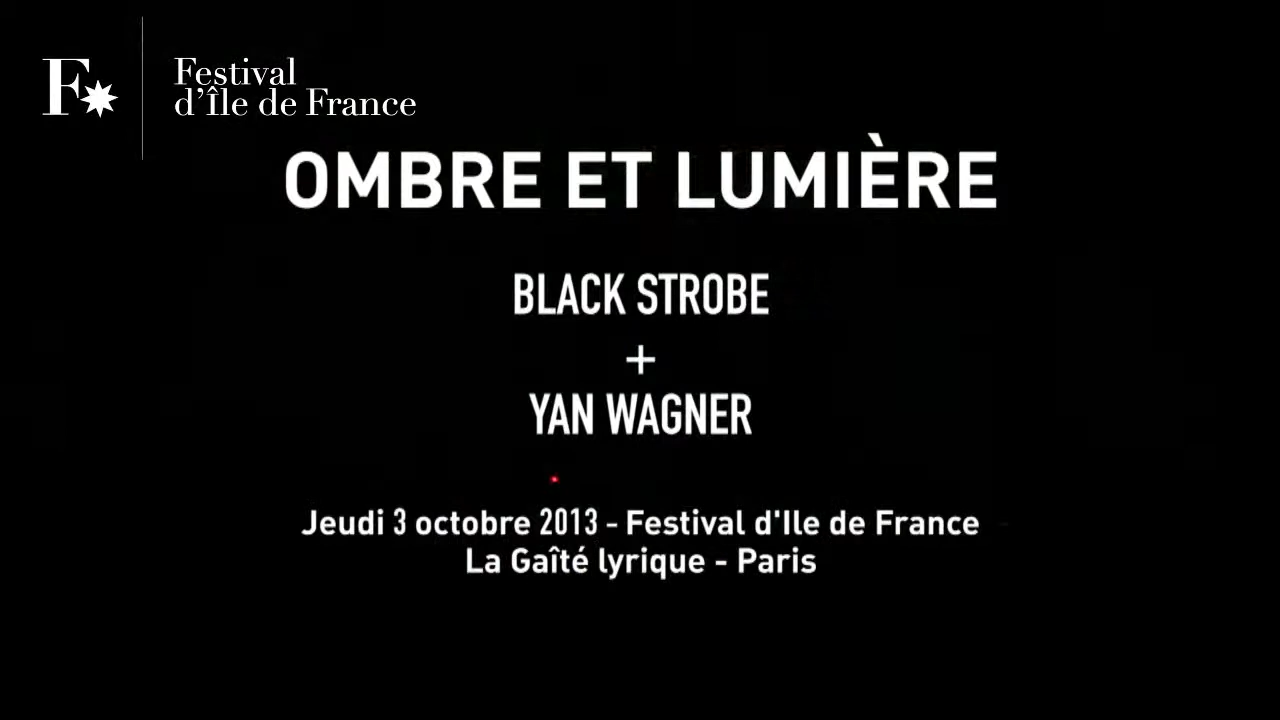 F
Festival
d'Île de France
OMBRE ET LUMIÈRE
BLACK STROBE
+
YAN WAGNER
Jeudi 3 octobre 2013 - Festival d'Ile de France
La Gaîté lyrique - Paris